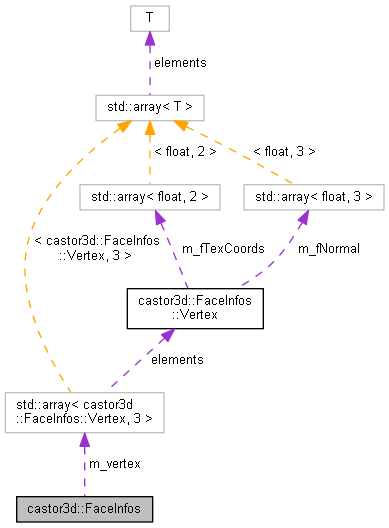 T
elements
std::array< T >
< float, 2 >
< float, 3 >
std::array< float, 2 >
std::array< float, 3 >
< castor3d::FaceInfos
::Vertex, 3 >
m_fTexCoords
m_fNormal
castor3d::FaceInfos
::Vertex
elements
std::array< castor3d
::FaceInfos::Vertex, 3 >
m_vertex
castor3d::FaceInfos